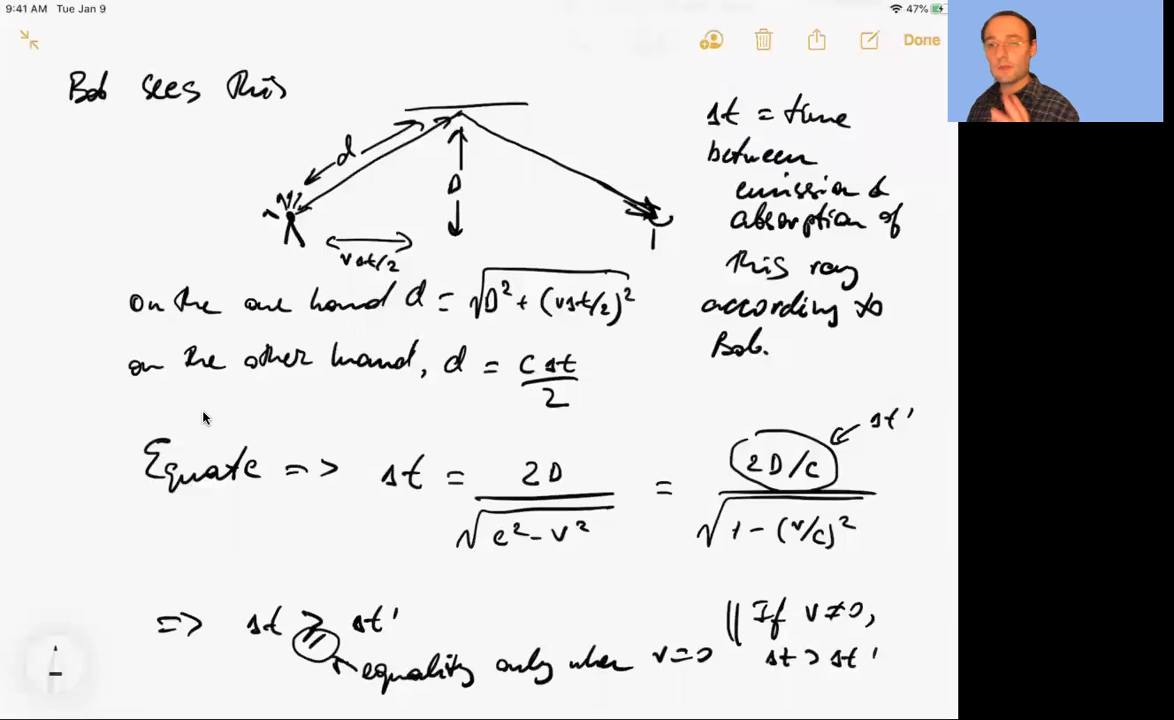 9:41 AM Tue Jan 9
47%
Done
Bob sees this
d
D
vΔt/2
Δt = time
between
emission &
absorption of
this ray
according to
Bob.
on the one hand d = √D² + (vΔt/2)²
on the other hand, d = cΔt/2
Equate => Δt = 2D/√c² - v² = 2D/c/√1 - (v/c)²
Δt'
=> Δt ≥ Δt'
equality only when v=0
|| If v≠0,
Δt > Δt'